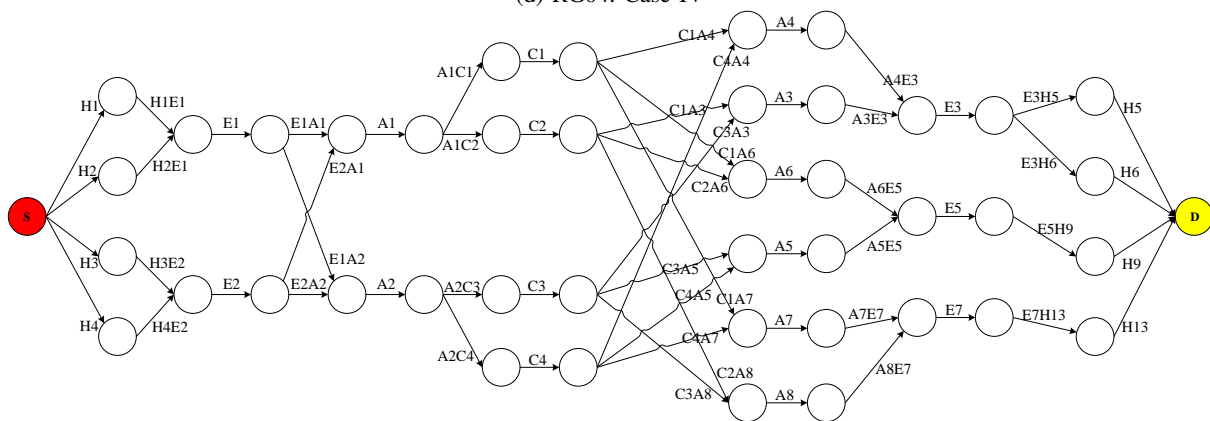 (d) RG04: Case IV
C1A4
A4
C4A4
A4E3
C1
A1C1
H1
H1E1
C1A3
A3
A3E3
E3
E3H5
H5
E1
E1A1
A1
C2
A1C2
C3A3
H2
H2E1
E2A1
C1A6
C2A6
A6
A6E5
E3H6
H6
S
E5
E5H9
D
H3
H3E2
E1A2
C3A5
A5
A5E5
H9
E2
E2A2
A2
A2C3
C3
C4A5
C1A7
H4
H4E2
C4A7
A7
A7E7
E7
E7H13
H13
A2C4
C4
C2A8
A8E7
C3A8
A8